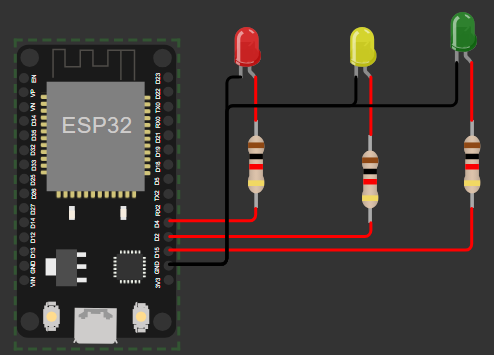 EN
VP
VN
D34
D35
D32
D33
D25
D26
D27
D14
D12
D13
GND
VIN
ESP32
D23
D22
TX0
RX0
D21
D19
D18
D5
TX2
RX2
D4
D2
D15
GND
3V3